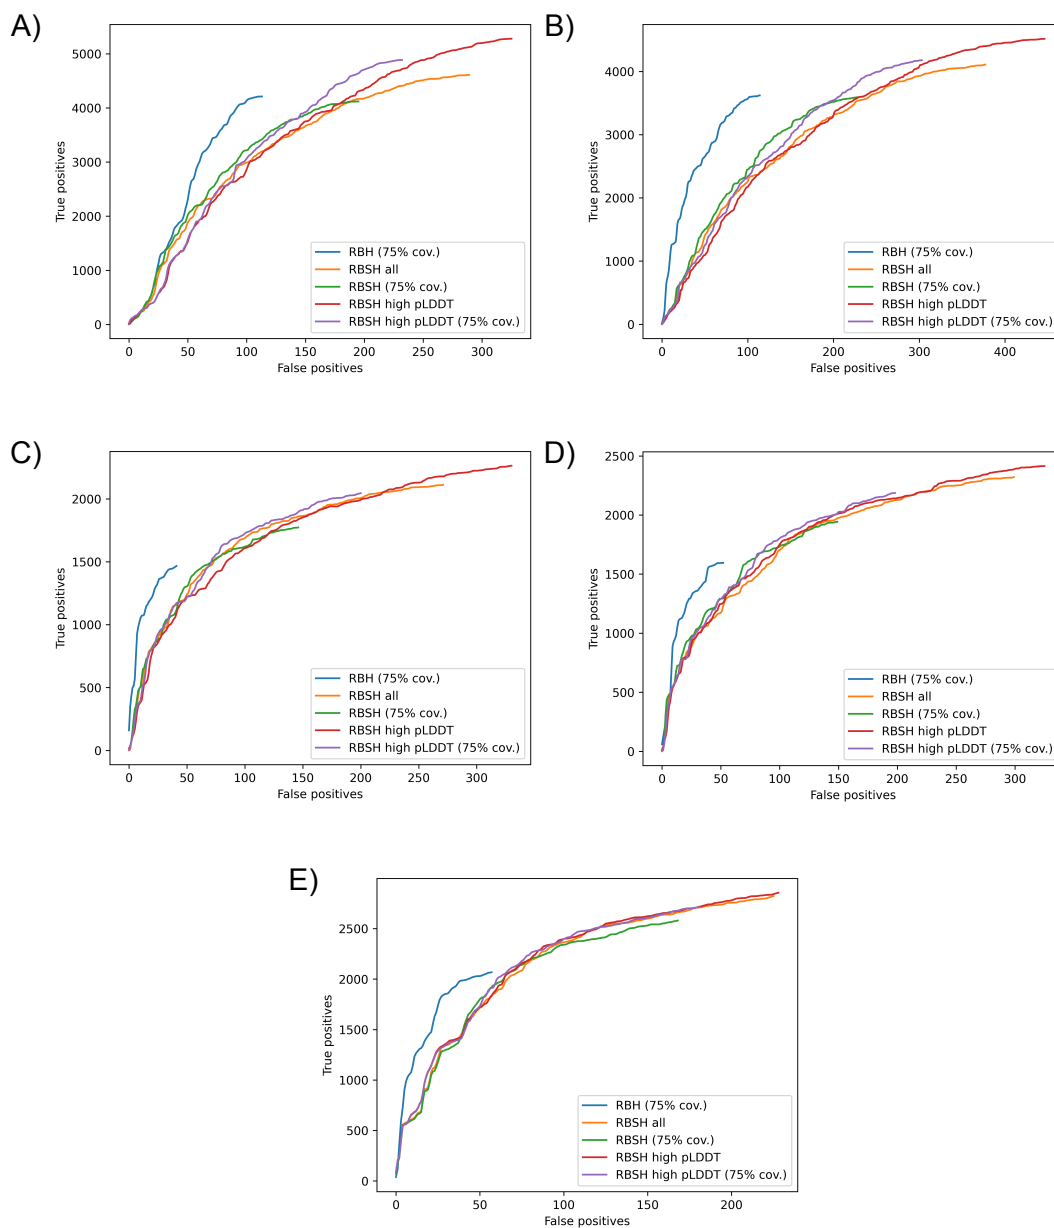 A)
True positives
5000
4000
3000
2000
1000
0
0 50 100 150 200 250 300
False positives
RBH (75% cov.)
RBSH all
RBSH (75% cov.)
RBSH high pLDDT
RBSH high pLDDT (75% cov.)
B)
True positives
4000
3000
2000
1000
0
0 100 200 300 400
False positives
RBH (75% cov.)
RBSH all
RBSH (75% cov.)
RBSH high pLDDT
RBSH high pLDDT (75% cov.)
C)
True positives
2000
1500
1000
500
0
0 50 100 150 200 250 300
False positives
RBH (75% cov.)
RBSH all
RBSH (75% cov.)
RBSH high pLDDT
RBSH high pLDDT (75% cov.)
D)
True positives
2500
2000
1500
1000
500
0
0 50 100 150 200 250 300
False positives
RBH (75% cov.)
RBSH all
RBSH (75% cov.)
RBSH high pLDDT
RBSH high pLDDT (75% cov.)
E)
True positives
2500
2000
1500
1000
500
0
0 50 100 150 200
False positives
RBH (75% cov.)
RBSH all
RBSH (75% cov.)
RBSH high pLDDT
RBSH high pLDDT (75% cov.)